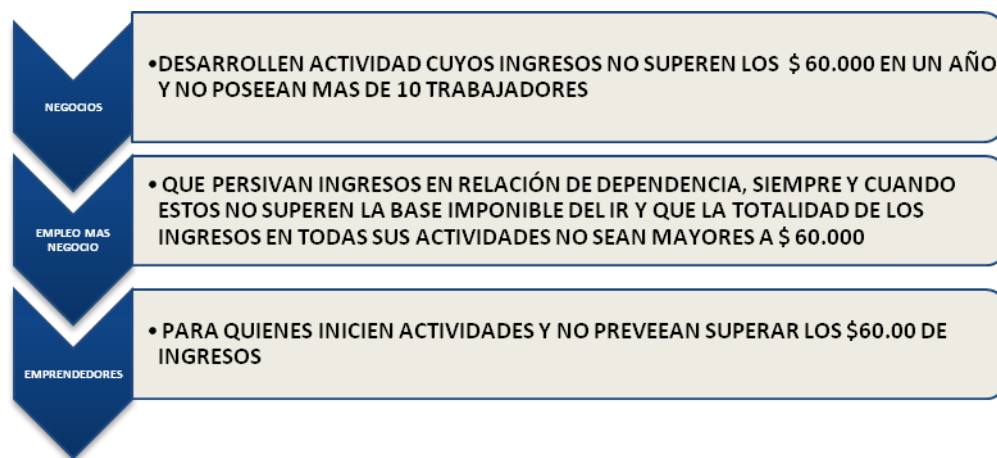 NEGOCIOS
•DESARROLLEN ACTIVIDAD CUYOS INGRESOS NO SUPEREN LOS $ 60.000 EN UN AÑO
Y NO POSEEAN MAS DE 10 TRABAJADORES
EMPLEO MAS
NEGOCIO
• QUE PERSIVAN INGRESOS EN RELACIÓN DE DEPENDENCIA, SIEMPRE Y CUANDO
ESTOS NO SUPEREN LA BASE IMPONIBLE DEL IR Y QUE LA TOTALIDAD DE LOS
INGRESOS EN TODAS SUS ACTIVIDADES NO SEAN MAYORES A $ 60.000
EMPRENDEDORES
• PARA QUIENES INICIEN ACTIVIDADES Y NO PREVEEAN SUPERAR LOS $60.00 DE
INGRESOS